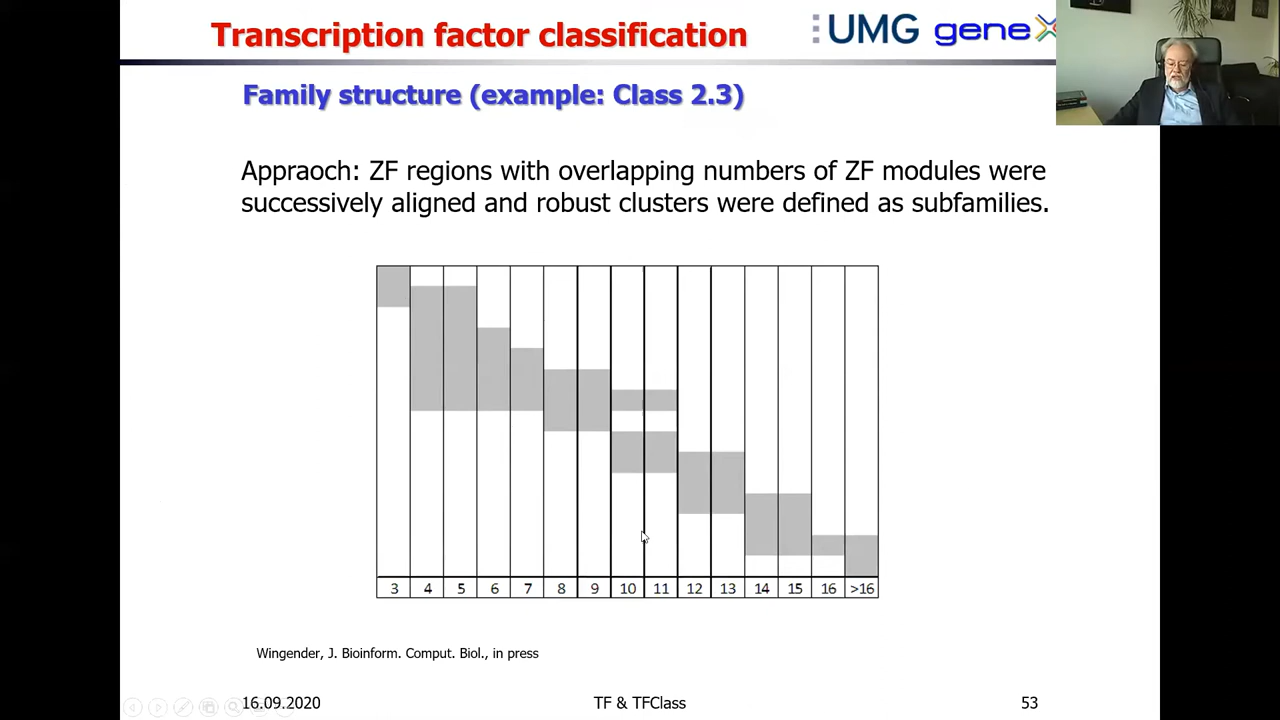 Transcription factor classification
UMG geneX
Family structure (example: Class 2.3)
Appraoch: ZF regions with overlapping numbers of ZF modules were
successively aligned and robust clusters were defined as subfamilies.
3 4 5 6 7 8 9 10 11 12 13 14 15 16 >16
Wingender, J. Bioinform. Comput. Biol., in press
16.09.2020 TF & TFClass 53